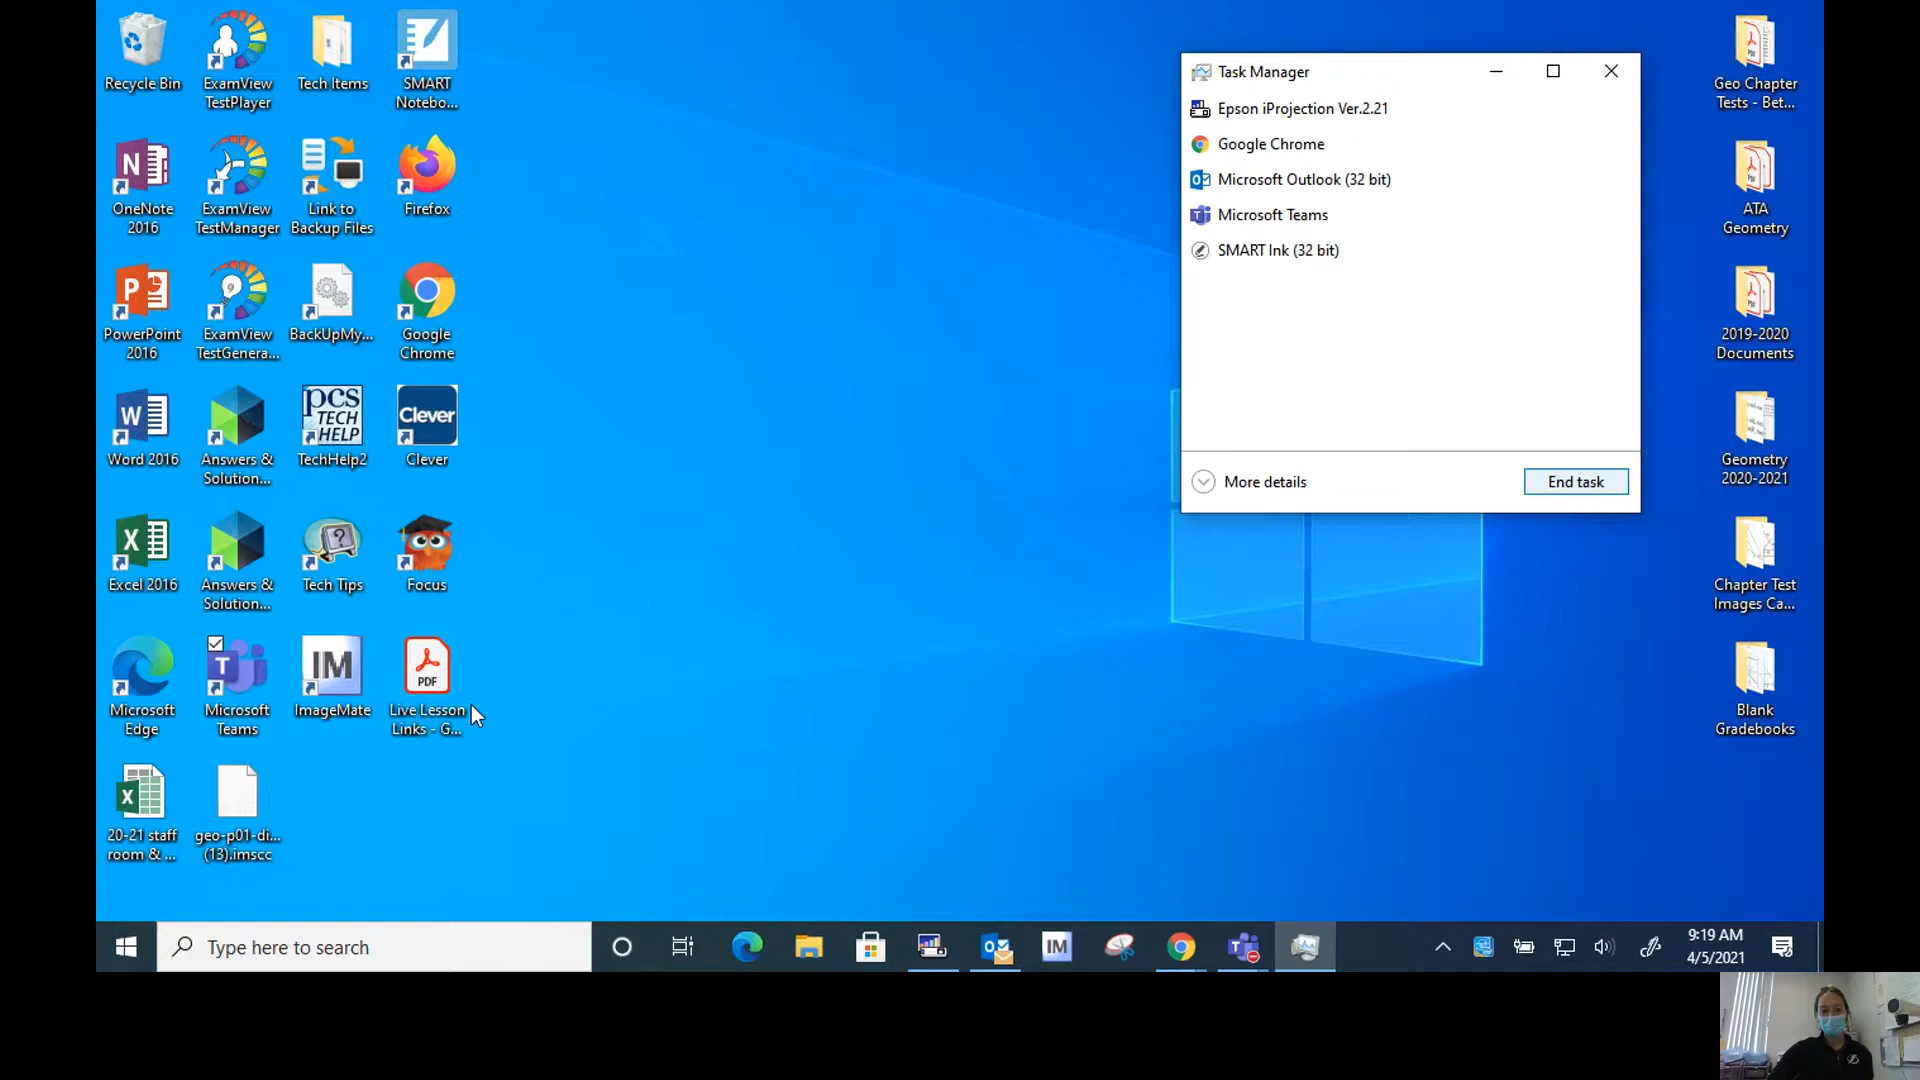 Recycle Bin
ExamView
TestPlayer
Tech Items
SMART
Notebo...
N
OneNote
2016
ExamView
TestManager
Link to
Backup Files
Firefox
P
PowerPoint
2016
ExamView
TestGenera...
BackUpMy...
Google
Chrome
W
Word 2016
Answers &
Solution...
pcs
TECH
HELP
TechHelp2
Clever
Clever
X
Excel 2016
Answers &
Solution...
?
Tech Tips
Focus
Microsoft
Edge
T
Microsoft
Teams
IM
ImageMate
PDF
Live Lesson
Links - G...
X
20-21 staff
room & ...
geo-p01-di...
(13).imscc
Task Manager
Epson iProjection Ver.2.21
Google Chrome
Microsoft Outlook (32 bit)
Microsoft Teams
SMART Ink (32 bit)
More details
End task
Geo Chapter
Tests - Bet...
ATA
Geometry
2019-2020
Documents
Geometry
2020-2021
Chapter Test
Images Ca...
Blank
Gradebooks
Type here to search
IM
9:19 AM
4/5/2021